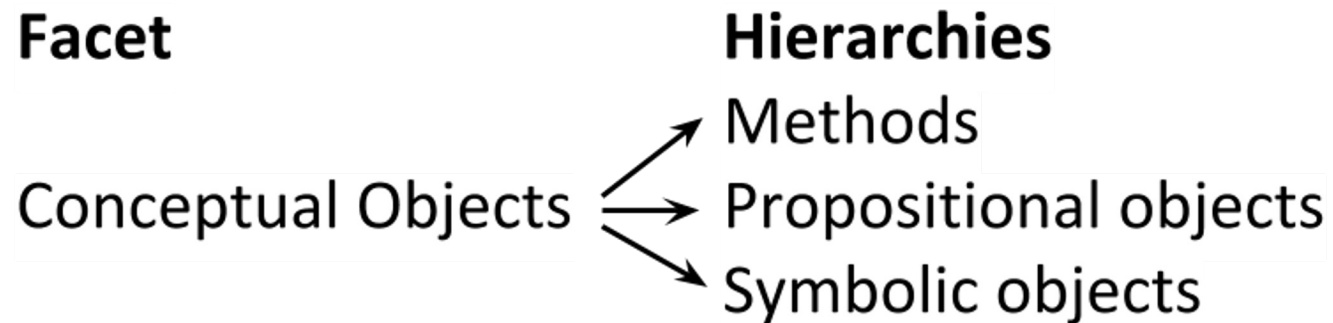 Facet Hierarchies
Methods
Conceptual Objects Propositional objects
Symbolic objects